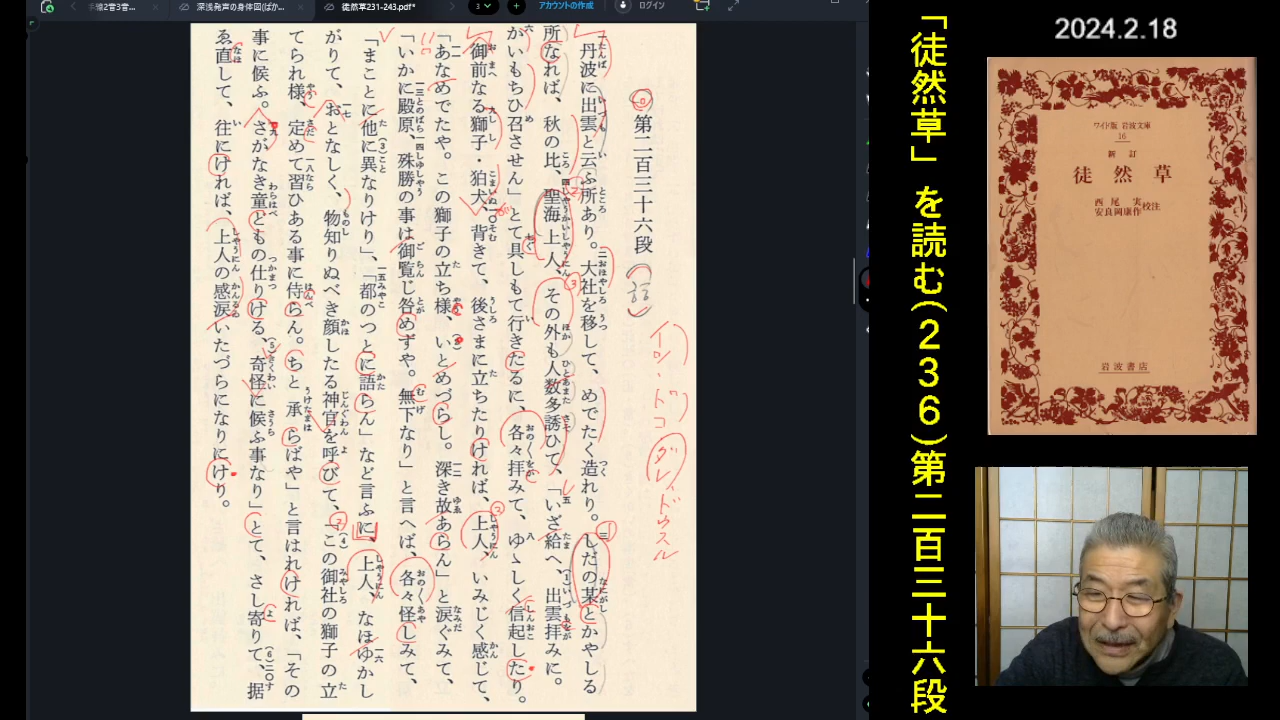 深浅発声の身体図(ばか…
徒然草231-243.pdf*
3
アカウントの作成
ログイン
第二百三十六段
丹波に出雲と云ふ所あり。大社を移して、めでたく造れり。しだの某とかやしる
所なれば、秋の比、聖海上人、その外も人数多誘ひて、「いざ給へ、出雲拝みに。
かいもちひ召させん」とて具しもて行きたるに、各々拝みて、ゆゝしく信起したり。
御前なる獅子・狛犬、背きて、後さまに立ちたりければ、上人、いみじく感じて、
「あなめでたや。この獅子の立ち様、いとめづらし。深き故あらん」と涙ぐみて、
「いかに殿原、殊勝の事は御覧じ咎めずや。無下なり」と言へば、各々怪しみて、
「まことに他に異なりけり」、「都のつとに語らん」など言ふに、上人、なほゆかし
がりて、おとなしく、物知りぬべき顔したる神官を呼びて、「この御社の獅子の立
てられ様、定めて習ひある事に侍らん。ちと承らばや」と言はれければ、「その
事に候ふ。さがなき童どもの仕りける、奇怪に候ふ事なり」とて、さし寄りて、据
ゑ直して、往にければ、上人の感涙いたづらになりにけり。
「徒然草」を読む(236)第二百三十六段
2024.2.18
ワイド版 岩波文庫
16
新訂
徒然草
西尾実
安良岡康作 校注
岩波書店